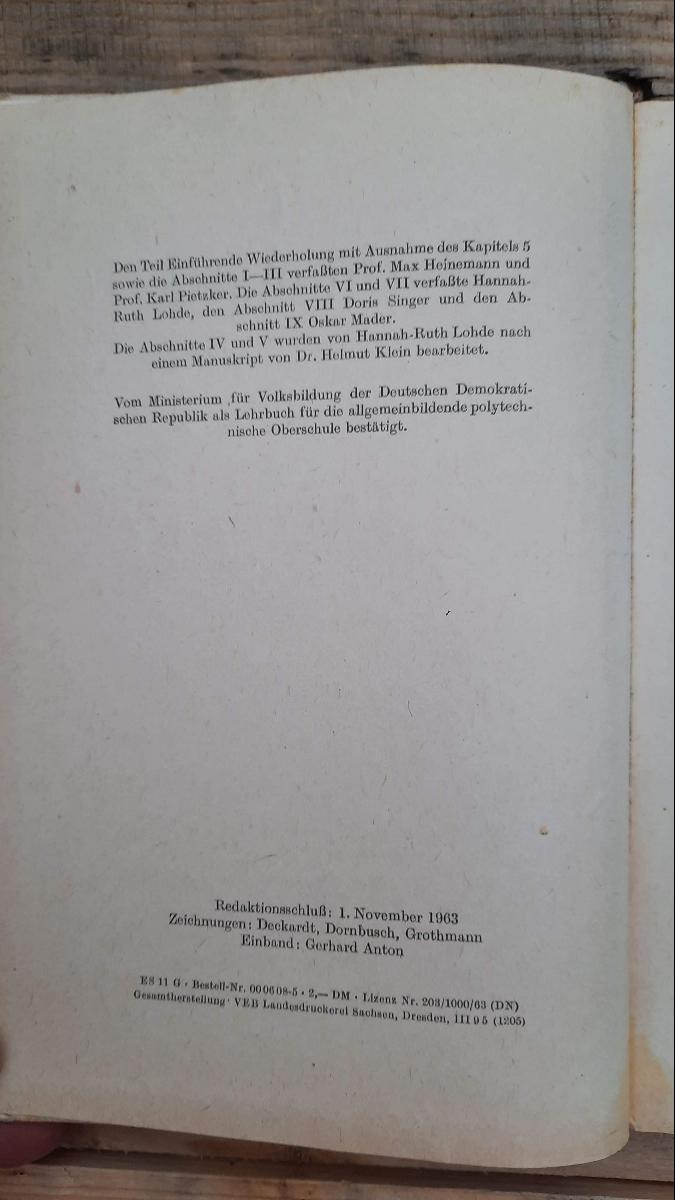 Den Teil Einführende Wiederholung mit Ausnahme des Kapitels 5
sowie die Abschnitte I—III verfaßten Prof. Max Heinemann und
Prof. Karl Pietzker. Die Abschnitte VI und VII verfaßte Hannah-
Ruth Lohde, den Abschnitt VIII Doris Singer und den Ab-
schnitt IX Oskar Mader.
Die Abschnitte IV und V wurden von Hannah-Ruth Lohde nach
einem Manuskript von Dr. Helmut Klein bearbeitet.
Vom Ministerium für Volksbildung der Deutschen Demokrati-
schen Republik als Lehrbuch für die allgemeinbildende polytech-
nische Oberschule bestätigt.
Redaktionsschluß: 1. November 1963
Zeichnungen: Deckardt, Dornbusch, Grothmann
Einband: Gerhard Anton
ES 11 G · Bestell-Nr. 00 06 08-5 · 2,— DM · Lizenz Nr. 203/1000/63 (DN)
Gesamtherstellung· VEB Landesdruckerei Sachsen, Dresden, III 9 5 (1205)